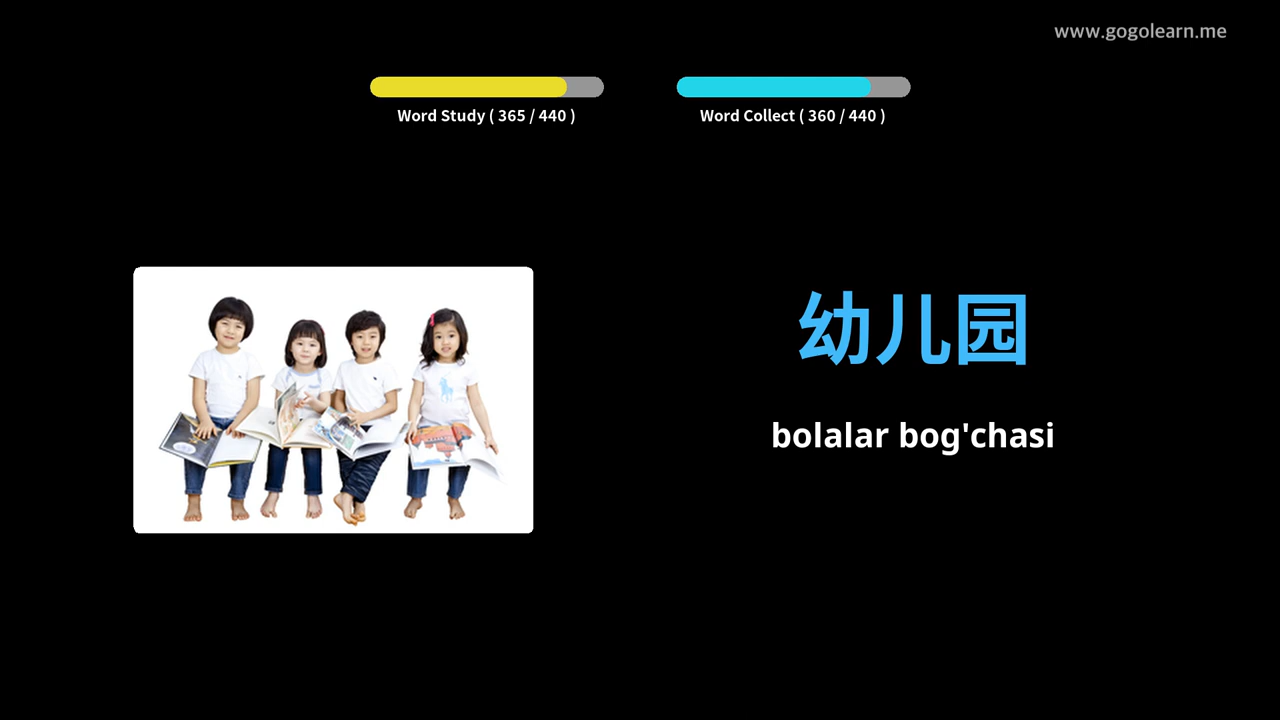 www.gogolearn.me
Word Study ( 365 / 440 )
Word Collect ( 360 / 440 )
幼儿园
bolalar bog'chasi